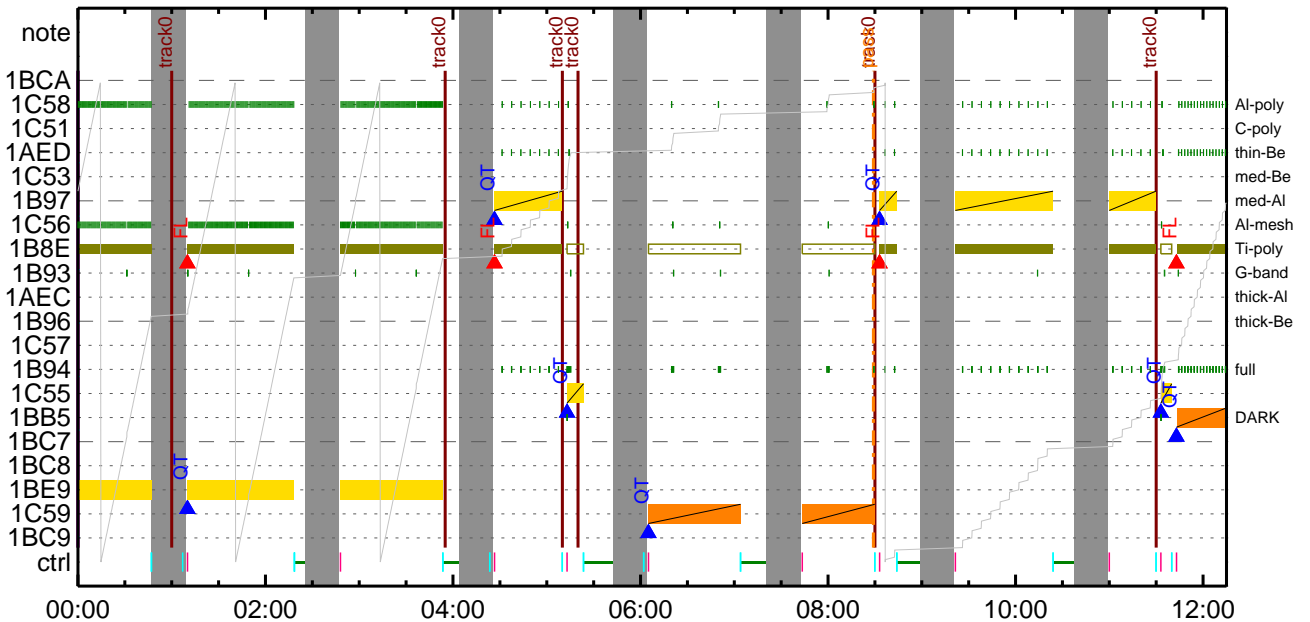 note
track0 track0 track0 track0 track0 track0
1BCA
1C58 Al-poly
1C51 C-poly
1AED thin-Be
1C53 med-Be
QT QT
1B97 med-Al
1C56 Al-mesh
FL FL FL FL
1B8E Ti-poly
1B93 G-band
1AEC thick-Al
1B96 thick-Be
1C57
1B94 full
QT QT
1C55
QT
1BB5 DARK
1BC7
1BC8
QT
1BE9
QT
1C59
1BC9
ctrl
00:00 02:00 04:00 06:00 08:00 10:00 12:00